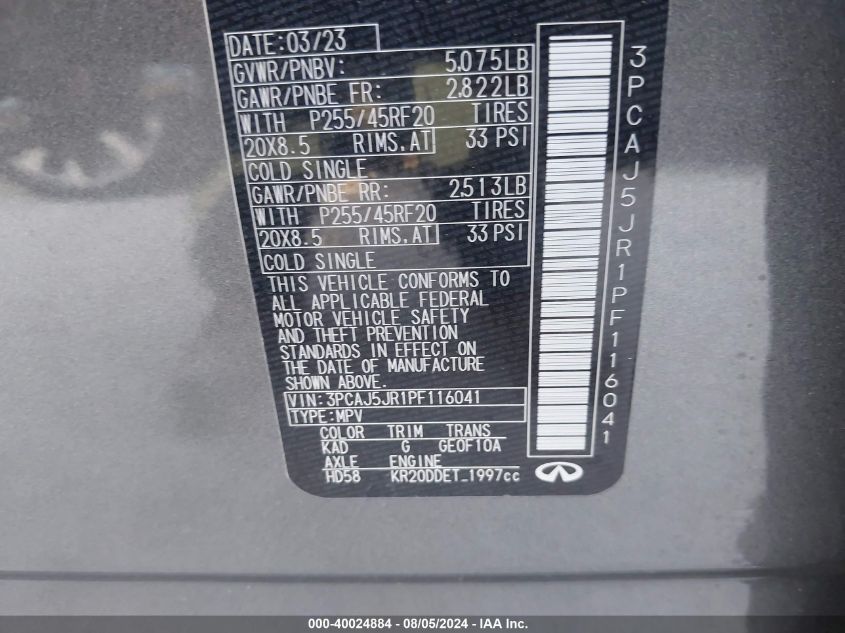 DATE:03/23
GVWR/PNBV: 5.075LB
GAWR/PNBE FR: 2.822LB
WITH P255/45RF20 TIRES
20X8.5 RIMS.AT 33 PSI
COLD SINGLE
GAWR/PNBE RR: 2.513LB
WITH P255/45RF20 TIRES
20X8.5 RIMS.AT 33 PSI
COLD SINGLE
THIS VEHICLE CONFORMS TO
ALL APPLICABLE FEDERAL
MOTOR VEHICLE SAFETY
AND THEFT PREVENTION
STANDARDS IN EFFECT ON
THE DATE OF MANUFACTURE
SHOWN ABOVE.
VIN:3PCAJ5JR1PF116041
TYPE:MPV
COLOR TRIM TRANS
KAD G GE0F10A
AXLE ENGINE
HD58 KR20DDET_1997cc
3PCAJ5JR1PF116041
000-40024884 - 08/05/2024 - IAA Inc.